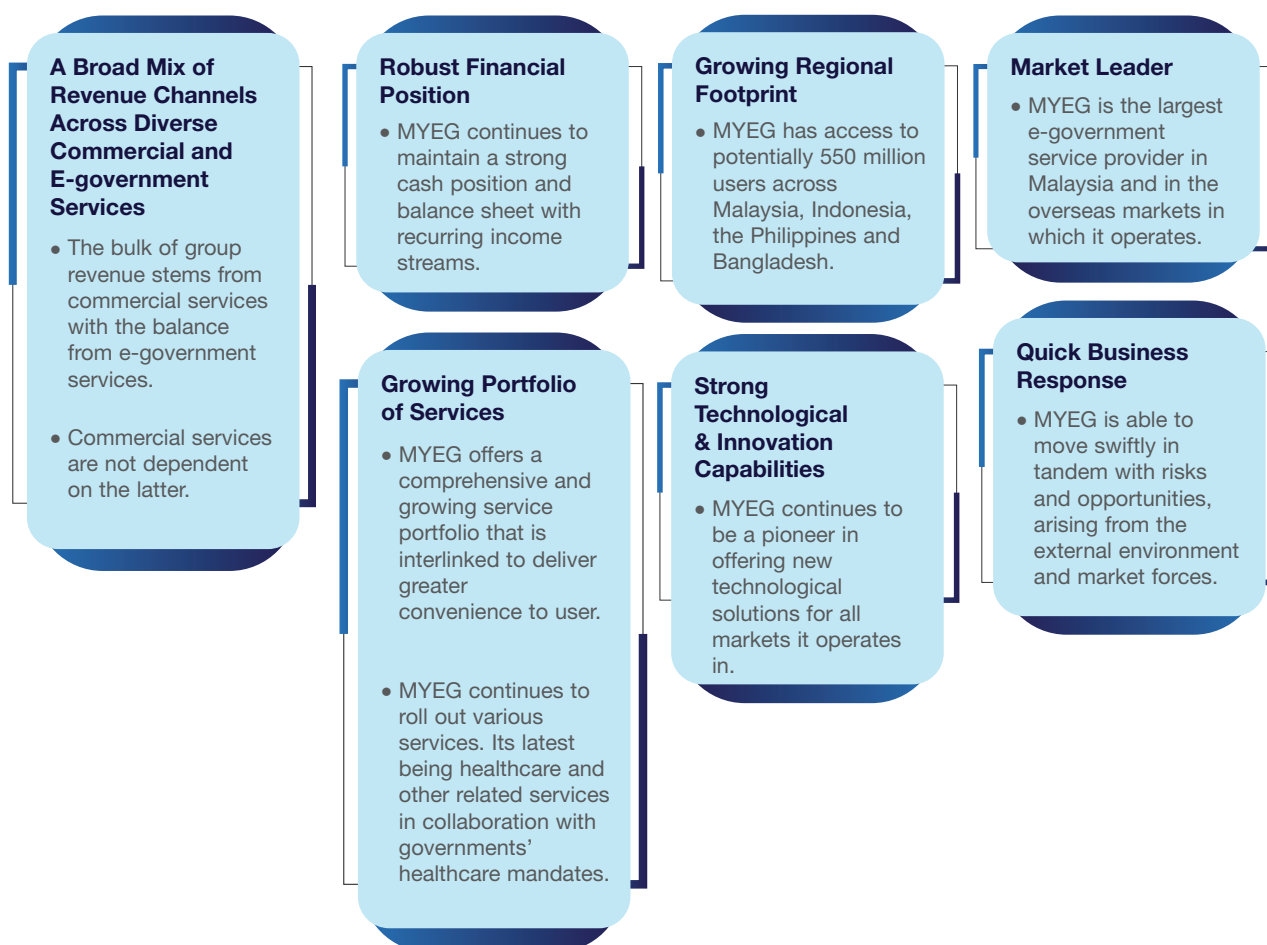 A Broad Mix of
Revenue Channels
Across Diverse
Commercial and
E-government
Services
• The bulk of group
revenue stems from
commercial services
with the balance
from e-government
services.
• Commercial services
are not dependent
on the latter.
Robust Financial
Position
• MYEG continues to
maintain a strong
cash position and
balance sheet with
recurring income
streams.
Growing Regional
Footprint
• MYEG has access to
potentially 550 million
users across
Malaysia, Indonesia,
the Philippines and
Bangladesh.
Market Leader
• MYEG is the largest
e-government
service provider in
Malaysia and in the
overseas markets in
which it operates.
Growing Portfolio
of Services
• MYEG offers a
comprehensive and
growing service
portfolio that is
interlinked to deliver
greater
convenience to user.
• MYEG continues to
roll out various
services. Its latest
being healthcare and
other related services
in collaboration with
governments’
healthcare mandates.
Strong
Technological
& Innovation
Capabilities
• MYEG continues to
be a pioneer in
offering new
technological
solutions for all
markets it operates
in.
Quick Business
Response
• MYEG is able to
move swiftly in
tandem with risks
and opportunities,
arising from the
external environment
and market forces.